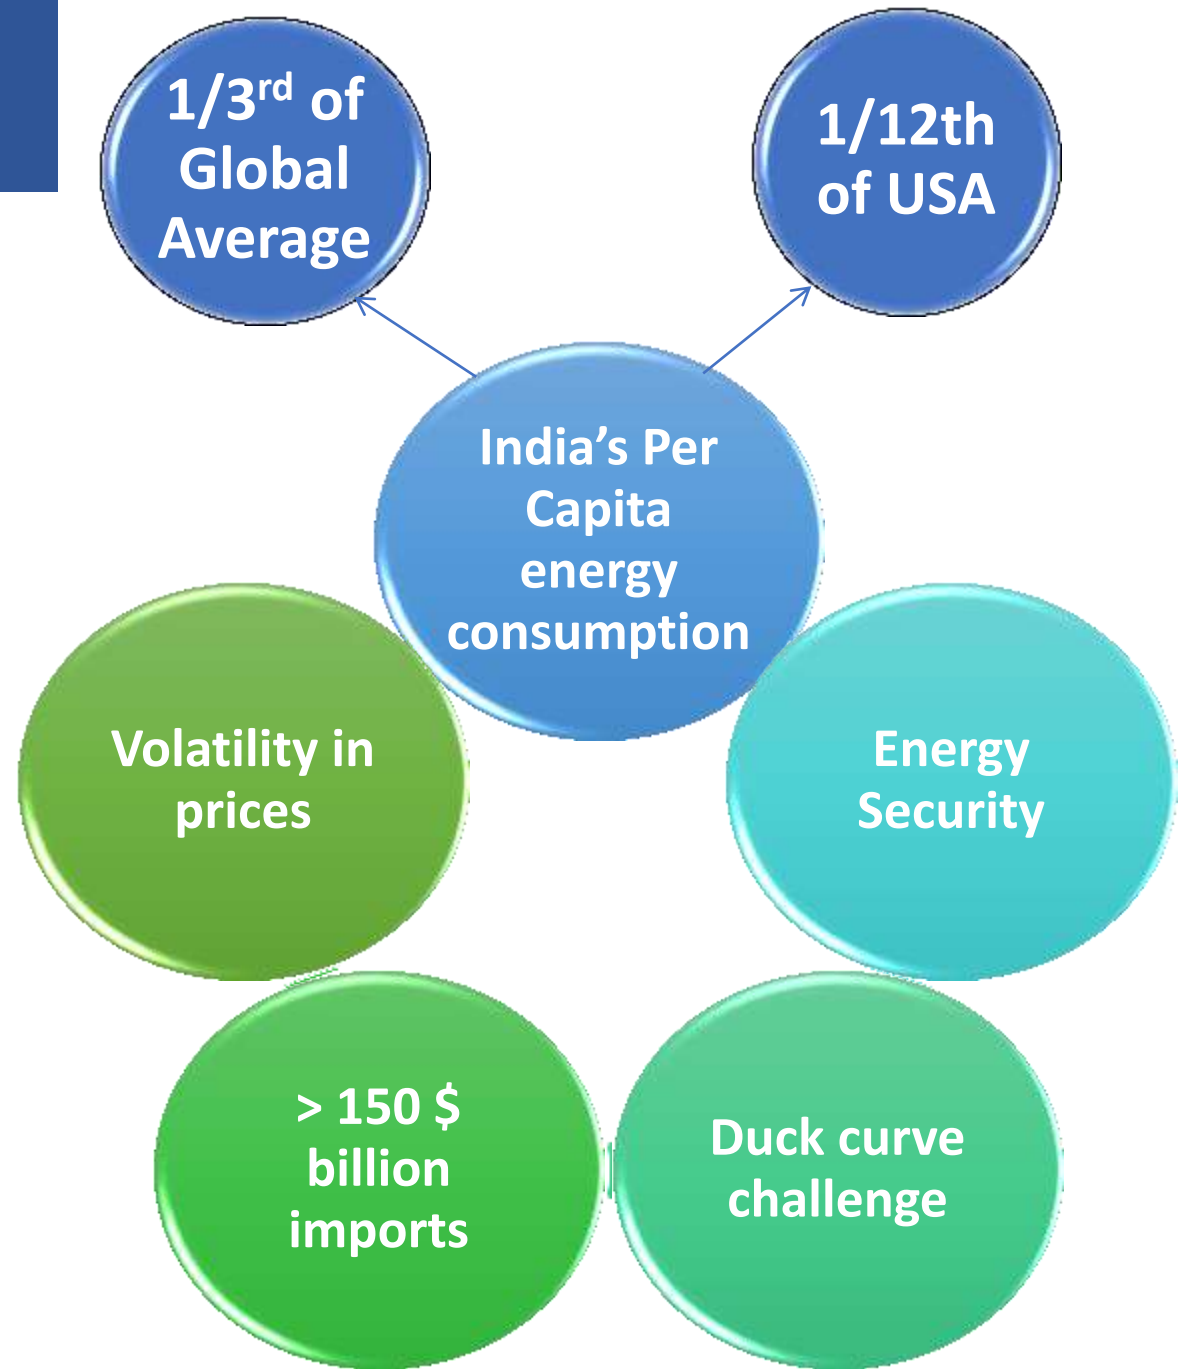 1/3rd of
Global
Average
1/12th
of USA
India’s Per
Capita
energy
consumption
Volatility in
prices
Energy
Security
> 150 $
billion
imports
Duck curve
challenge